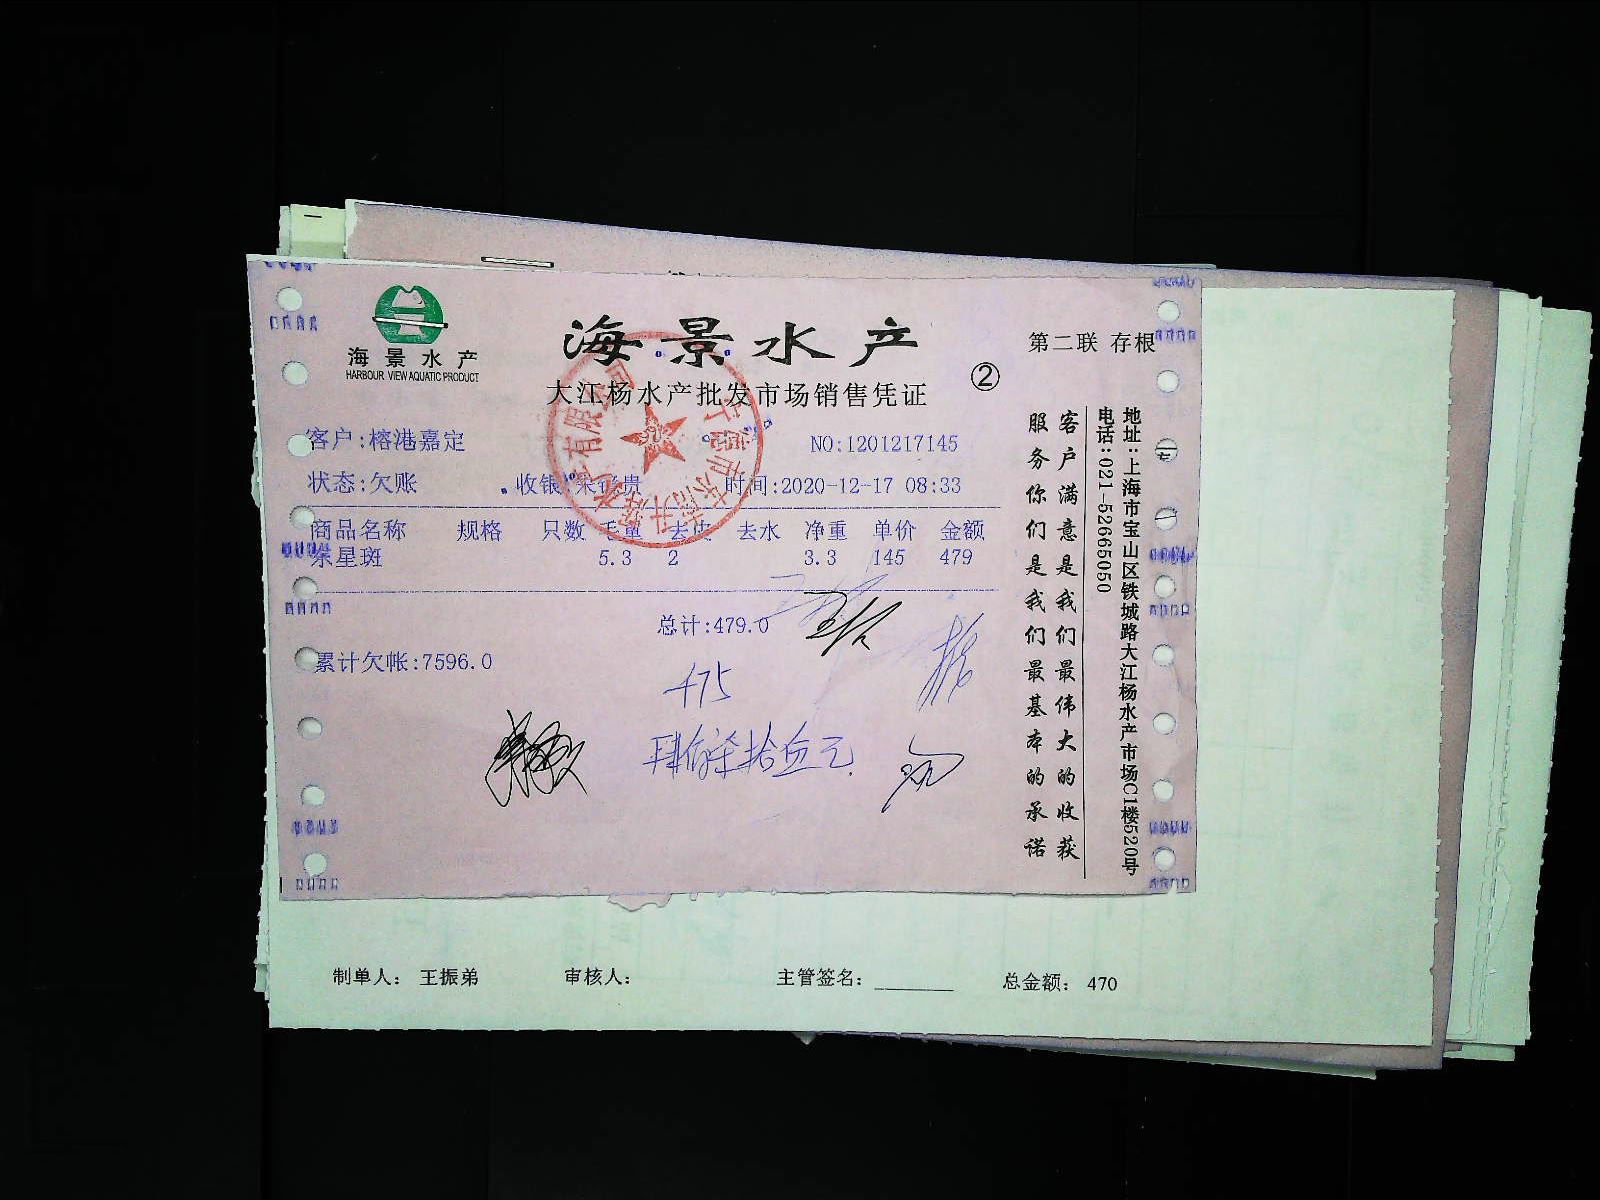 海景水产
HARBOUR VIEW AQUATIC PRODUCT
海景水产
大江杨水产批发市场销售凭证
②
第二联 存根
客户:榕港嘉定
NO:1201217145
状态:欠账
收银
时间:2020-12-17 08:33
商品名称 规格 只数 毛重 去皮 去水 净重 单价 金额
东星斑 5.3 2 3.3 145 479
总计:479.0
累计欠帐:7596.0
475
肆佰柒拾伍元
客户满意是我们最伟大的收获
服务你们是我们最基本的承诺
地址:上海市宝山区铁城路大江杨水产市场C1楼520号
电话:021-52665050
制单人: 王振弟 审核人: 主管签名: 总金额: 470